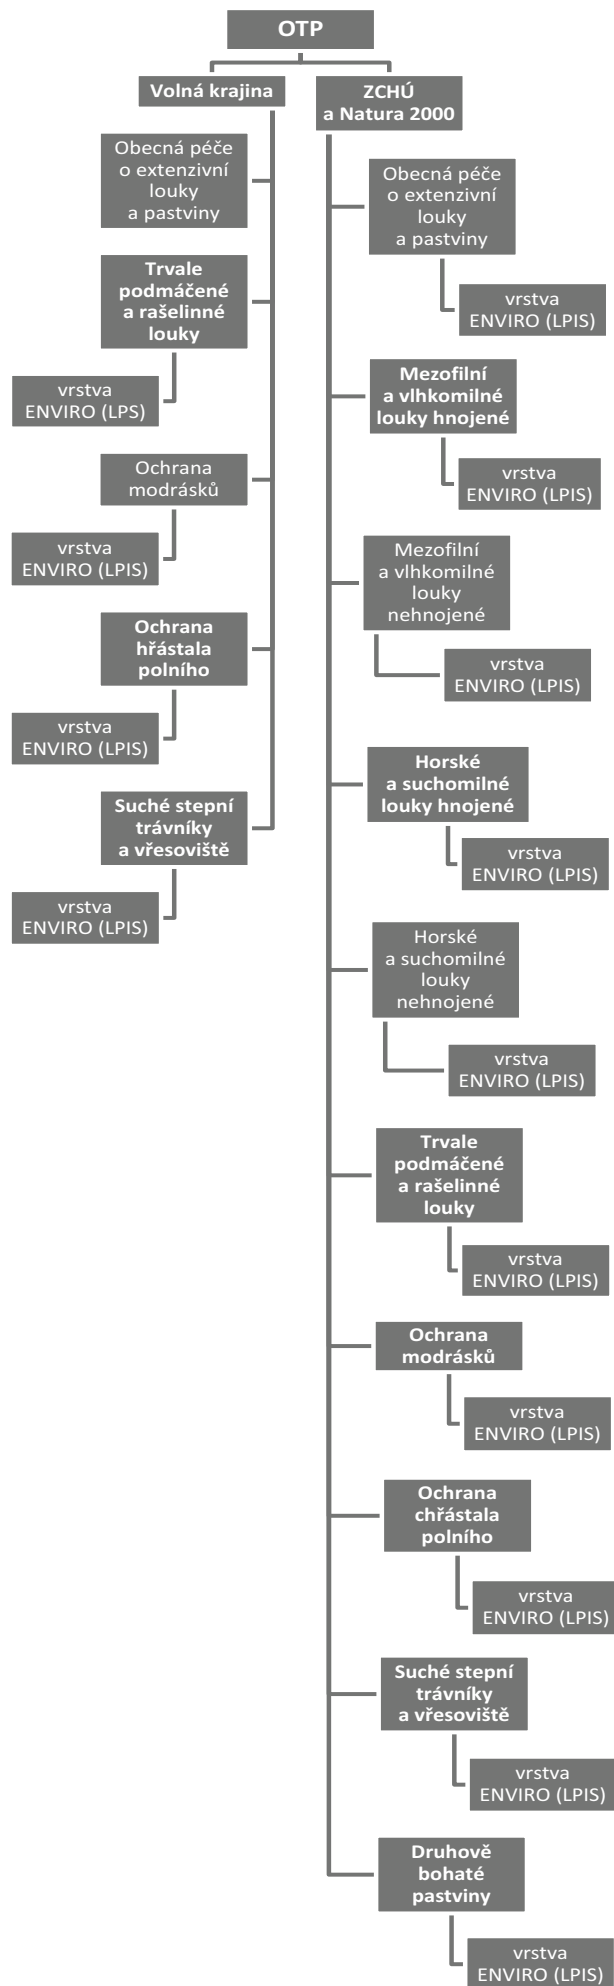 OTP
Volná krajina
Obecná péče
o extenzivní
louky
a pastviny
Trvale
podmáčené
a rašelinné
louky
vrstva
ENVIRO (LPS)
Ochrana
modrásků
vrstva
ENVIRO (LPIS)
Ochrana
hřástala
polního
vrstva
ENVIRO (LPIS)
Suché stepní
trávníky
a vřesoviště
vrstva
ENVIRO (LPIS)
ZCHÚ
a Natura 2000
Obecná péče
o extenzivní
louky
a pastviny
vrstva
ENVIRO (LPIS)
Mezofilní
a vlhkomilné
louky hnojené
vrstva
ENVIRO (LPIS)
Mezofilní
a vlhkomilné
louky
nehnojené
vrstva
ENVIRO (LPIS)
Horské
a suchomilné
louky hnojené
vrstva
ENVIRO (LPIS)
Horské
a suchomilné
louky
nehnojené
vrstva
ENVIRO (LPIS)
Trvale
podmáčené
a rašelinné
louky
vrstva
ENVIRO (LPIS)
Ochrana
modrásků
vrstva
ENVIRO (LPIS)
Ochrana
chřástala
polního
vrstva
ENVIRO (LPIS)
Suché stepní
trávníky
a vřesoviště
vrstva
ENVIRO (LPIS)
Druhově
bohaté
pastviny
vrstva
ENVIRO (LPIS)